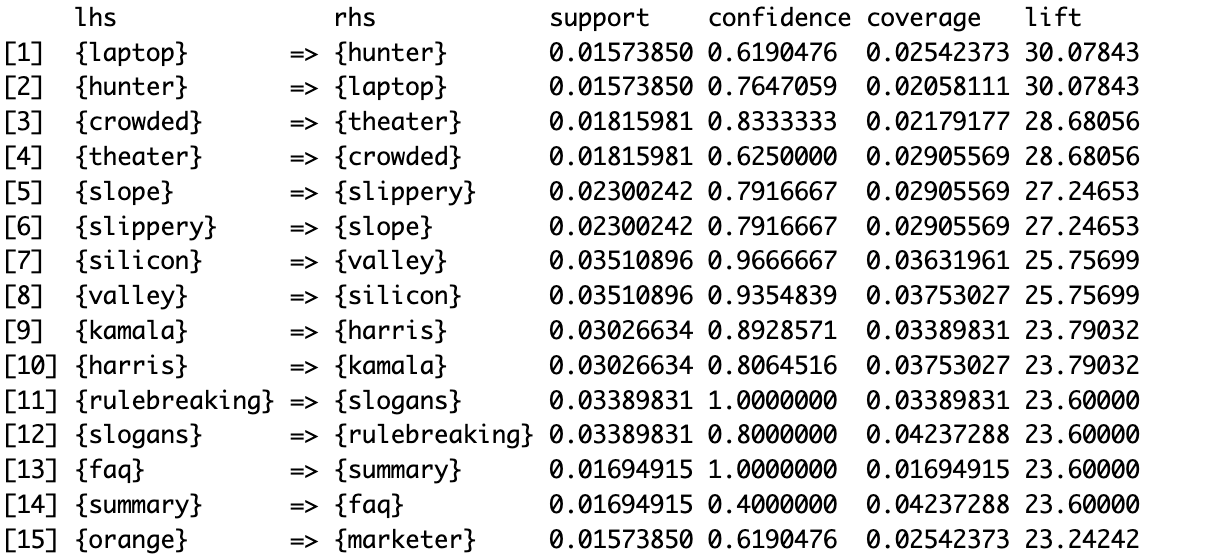 lhs rhs support confidence coverage lift
[1] {laptop} => {hunter} 0.01573850 0.6190476 0.02542373 30.07843
[2] {hunter} => {laptop} 0.01573850 0.7647059 0.02058111 30.07843
[3] {crowded} => {theater} 0.01815981 0.8333333 0.02179177 28.68056
[4] {theater} => {crowded} 0.01815981 0.6250000 0.02905569 28.68056
[5] {slope} => {slippery} 0.02300242 0.7916667 0.02905569 27.24653
[6] {slippery} => {slope} 0.02300242 0.7916667 0.02905569 27.24653
[7] {silicon} => {valley} 0.03510896 0.9666667 0.03631961 25.75699
[8] {valley} => {silicon} 0.03510896 0.9354839 0.03753027 25.75699
[9] {kamala} => {harris} 0.03026634 0.8928571 0.03389831 23.79032
[10] {harris} => {kamala} 0.03026634 0.8064516 0.03753027 23.79032
[11] {rulebreaking} => {slogans} 0.03389831 1.0000000 0.03389831 23.60000
[12] {slogans} => {rulebreaking} 0.03389831 0.8000000 0.04237288 23.60000
[13] {faq} => {summary} 0.01694915 1.0000000 0.01694915 23.60000
[14] {summary} => {faq} 0.01694915 0.4000000 0.04237288 23.60000
[15] {orange} => {marketer} 0.01573850 0.6190476 0.02542373 23.24242